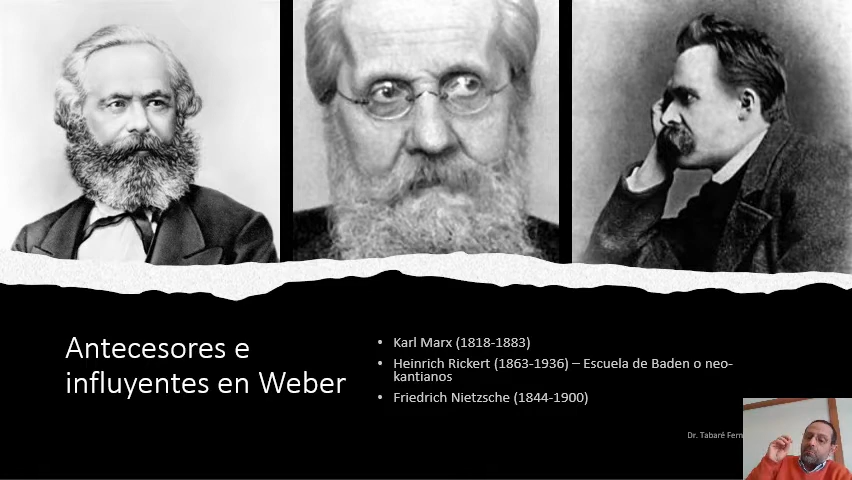 Antecesores e
influyentes en Weber
• Karl Marx (1818-1883)
• Heinrich Rickert (1863-1936) – Escuela de Baden o neo-
kantianos
• Friedrich Nietzsche (1844-1900)
Dr. Tabaré